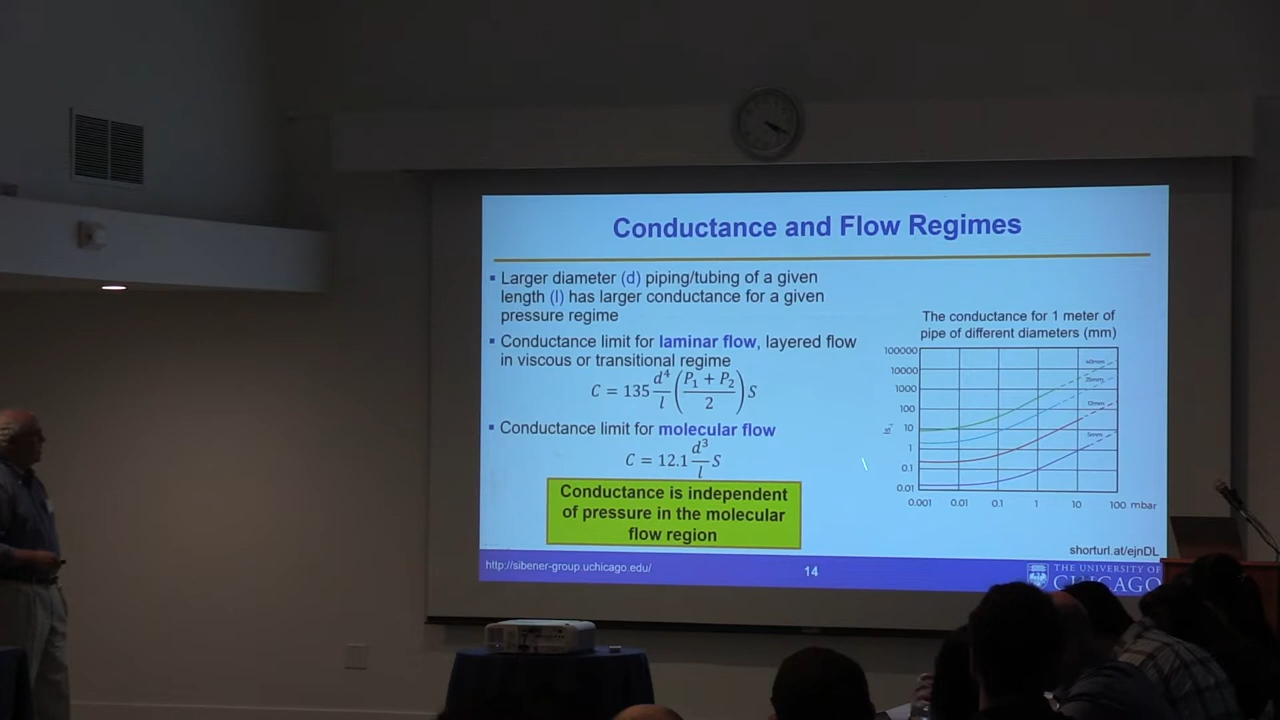 Conductance and Flow Regimes
▪ Larger diameter (d) piping/tubing of a given
length (l) has larger conductance for a given
pressure regime
▪ Conductance limit for laminar flow, layered flow
in viscous or transitional regime
C = 135 d⁴/l (P₁ + P₂/2) S
▪ Conductance limit for molecular flow
C = 12.1 d³/l S
Conductance is independent
of pressure in the molecular
flow region
The conductance for 1 meter of
pipe of different diameters (mm)
100000
10000
1000
100
10
1
0.1
0.01
40mm
25mm
12mm
5mm
0.001 0.01 0.1 1 10 100 mbar
shorturl.at/ejnDL
http://sibener-group.uchicago.edu/
14
THE UNIVERSITY OF
CHICAGO